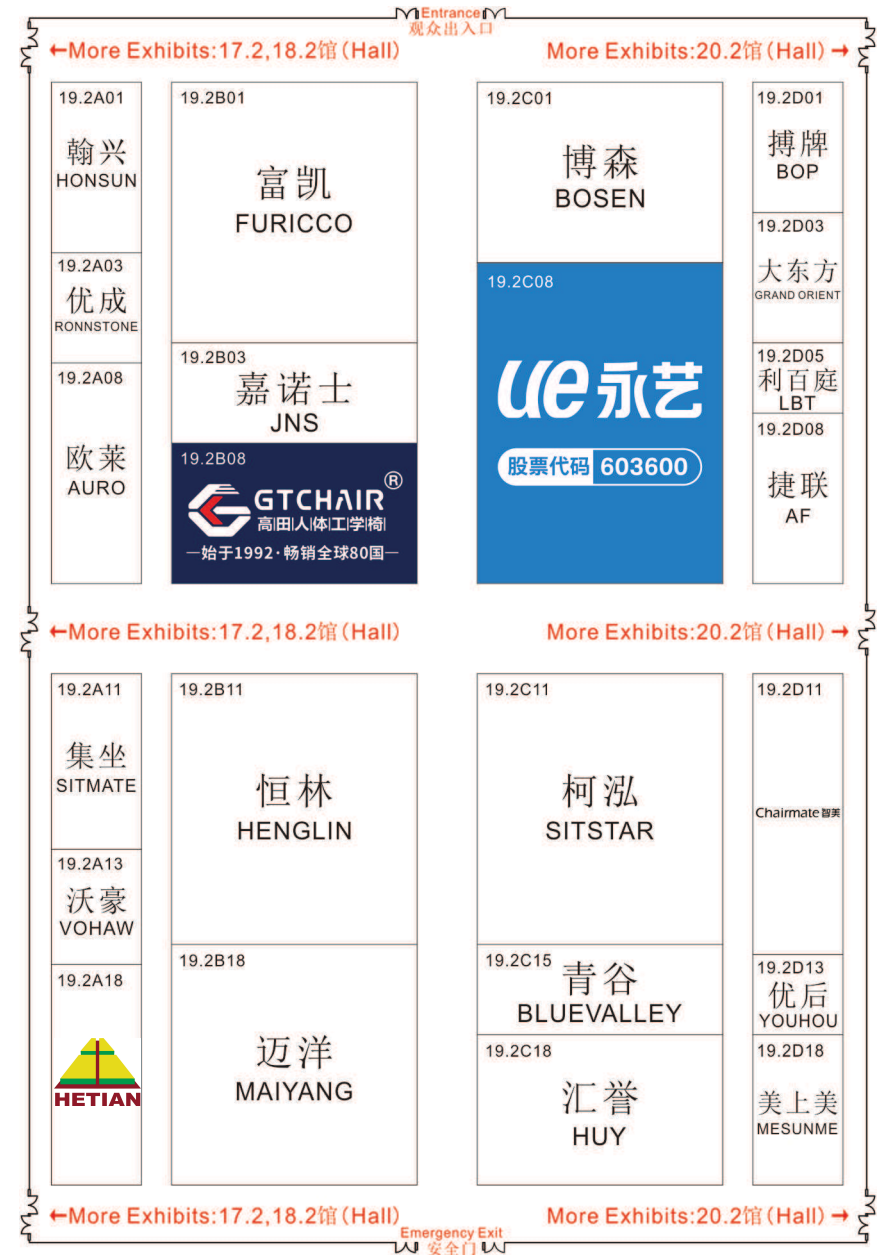 Entrance
观众出入口
←More Exhibits:17.2,18.2馆(Hall)
More Exhibits:20.2馆(Hall)→
19.2A01
翰兴
HONSUN
19.2A03
优成
RONNSTONE
19.2A08
欧莱
AURO
19.2B01
富凯
FURICCO
19.2B03
嘉诺士
JNS
19.2B08
GTCHAIR®
高田人体工学椅
—始于1992·畅销全球80国—
19.2C01
博森
BOSEN
19.2C08
ue永艺
股票代码 603600
19.2D01
搏牌
BOP
19.2D03
大东方
GRAND ORIENT
19.2D05
利百庭
LBT
19.2D08
捷联
AF
←More Exhibits:17.2,18.2馆(Hall)
More Exhibits:20.2馆(Hall)→
19.2A11
集坐
SITMATE
19.2A13
沃豪
VOHAW
19.2A18
HETIAN
19.2B11
恒林
HENGLIN
19.2B18
迈洋
MAIYANG
19.2C11
柯泓
SITSTAR
19.2C15
青谷
BLUEVALLEY
19.2C18
汇誉
HUY
19.2D11
Chairmate智美
19.2D13
优后
YOUHOU
19.2D18
美上美
MESUNME
←More Exhibits:17.2,18.2馆(Hall)
More Exhibits:20.2馆(Hall)→
Emergency Exit
安全门